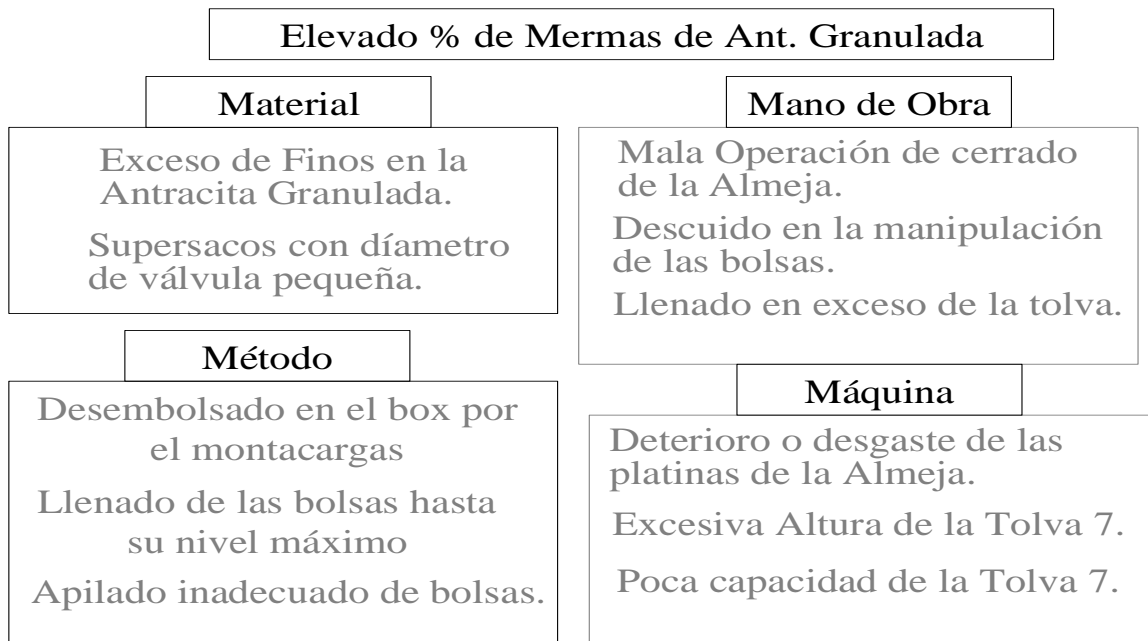 Elevado % de Mermas de Ant. Granulada
Material
Exceso de Finos en la
Antracita Granulada.
Supersacos con díametro
de válvula pequeña.
Mano de Obra
Mala Operación de cerrado
de la Almeja.
Descuido en la manipulación
de las bolsas.
Llenado en exceso de la tolva.
Método
Desembolsado en el box por
el montacargas
Llenado de las bolsas hasta
su nivel máximo
Apilado inadecuado de bolsas.
Máquina
Deterioro o desgaste de las
platinas de la Almeja.
Excesiva Altura de la Tolva 7.
Poca capacidad de la Tolva 7.